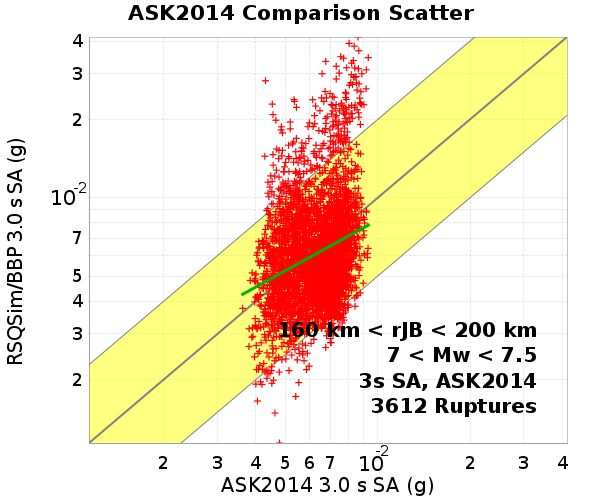 ASK2014 Comparison Scatter
RSQSim/BBP 3.0 s SA (g)
4
3
2
10-2
7
5
4
3
2
160 km < rJB < 200 km
7 < Mw < 7.5
3s SA, ASK2014
3612 Ruptures
2 3 4 5 6 7 10-2 2 3 4
ASK2014 3.0 s SA (g)